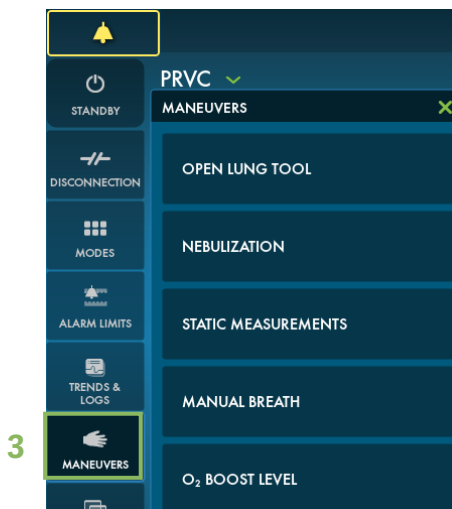 STANDBY
DISCONNECTION
MODES
ALARM LIMITS
TRENDS &
LOGS
3
MANEUVERS
PRVC
MANEUVERS
OPEN LUNG TOOL
NEBULIZATION
STATIC MEASUREMENTS
MANUAL BREATH
O₂ BOOST LEVEL